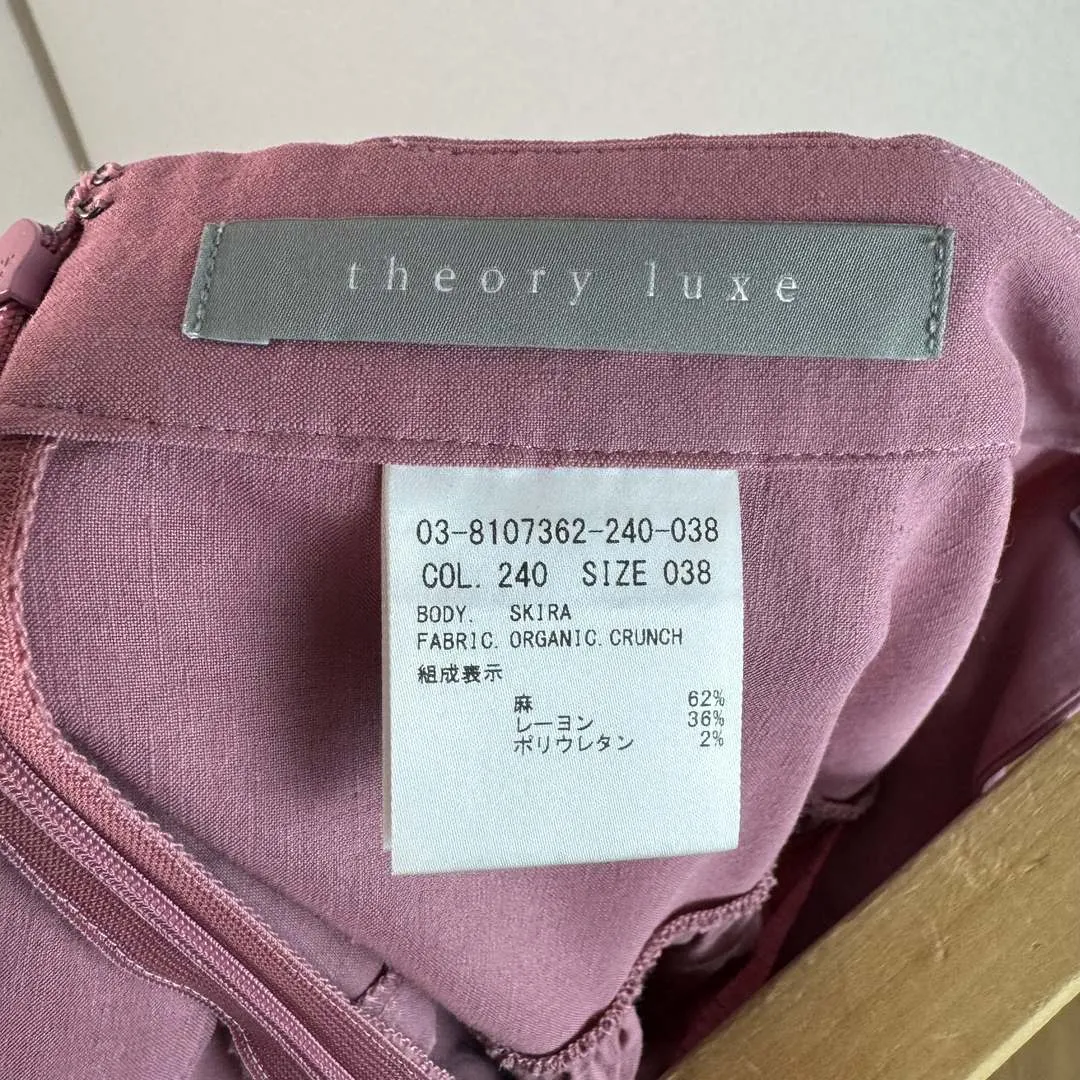 theory luxe
03-8107362-240-038
COL. 240 SIZE 038
BODY. SKIRA
FABRIC. ORGANIC. CRUNCH
組成表示
麻 62%
レーヨン 36%
ポリウレタン 2%